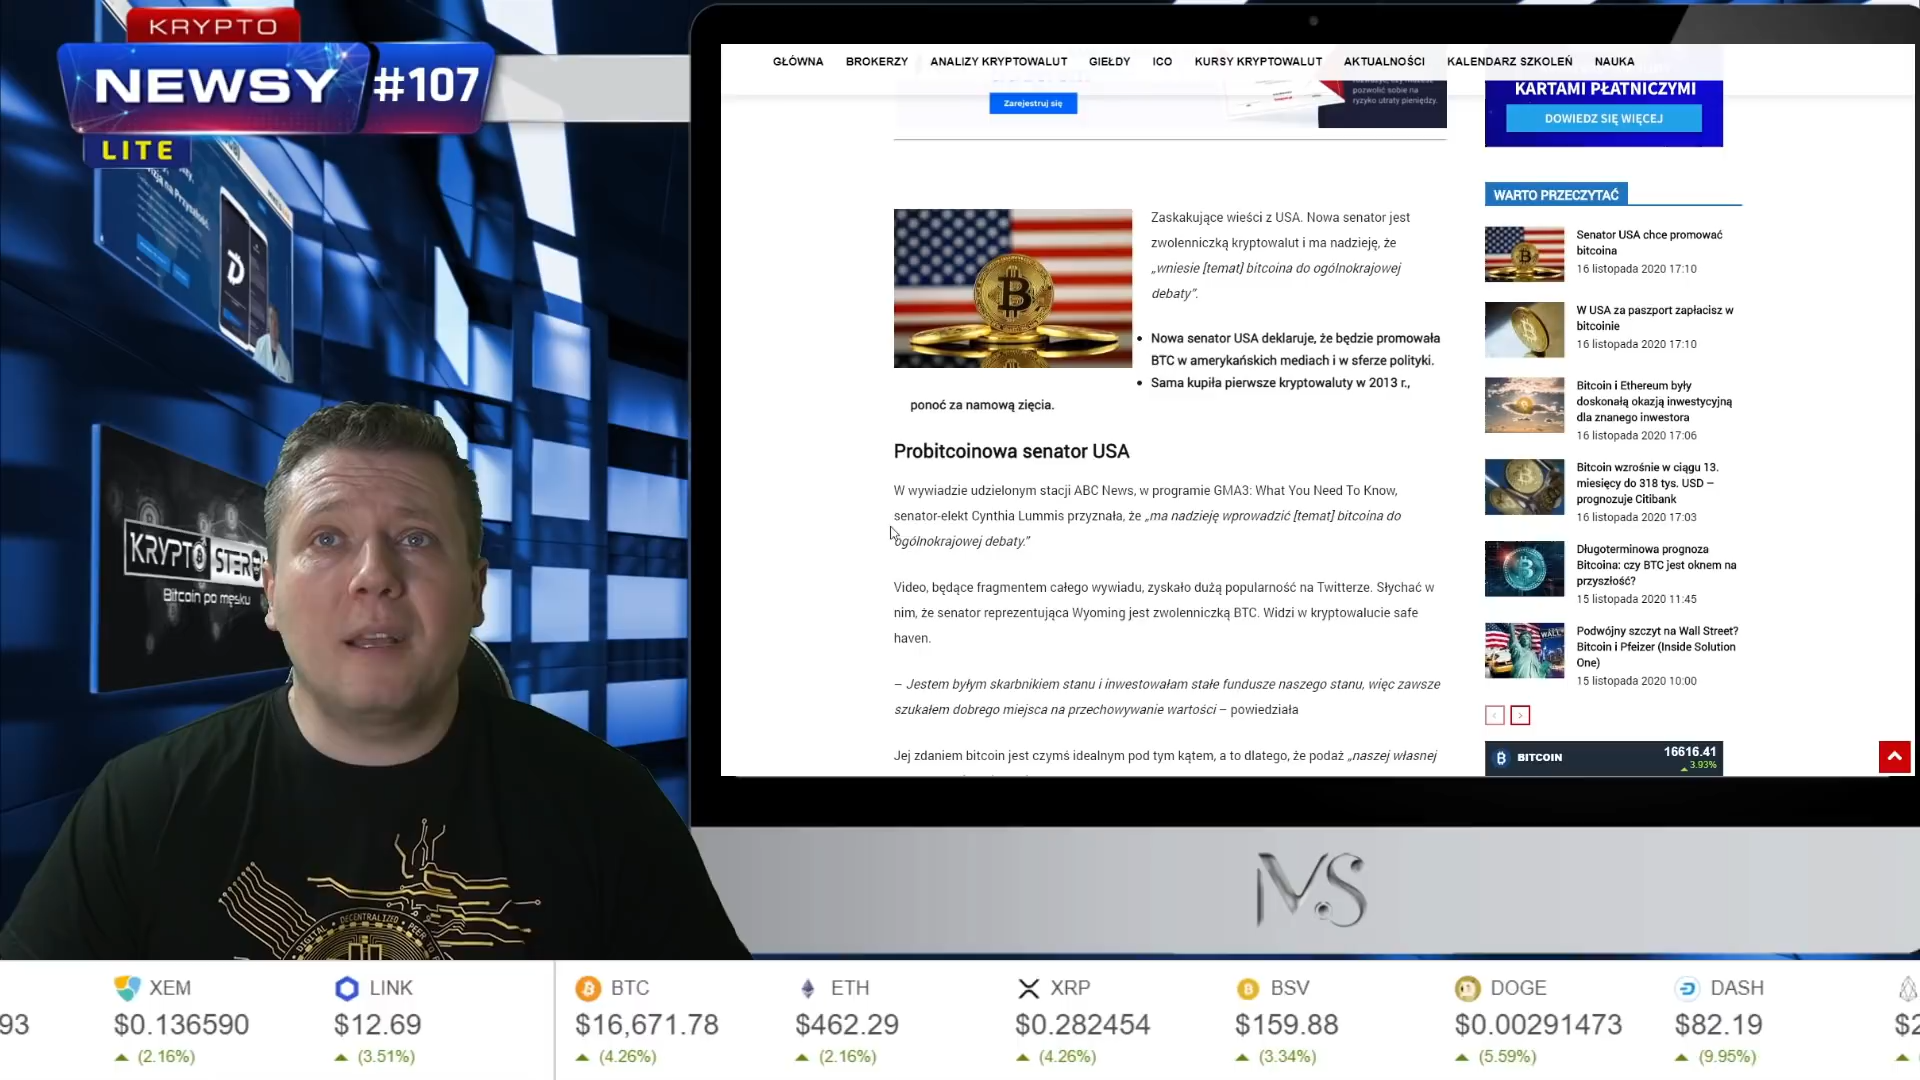 KRYPTO
NEWSY #107
LITE
KRYPTO STER
Bitcoin po męsku
GŁÓWNA BROKERZY ANALIZY KRYPTOWALUT GIEŁDY ICO KURSY KRYPTOWALUT AKTUALNOŚCI KALENDARZ SZKOLEŃ NAUKA
Zarejestruj się
pozwolić sobie na
ryzyko utraty pieniędzy.
KARTAMI PŁATNICZYMI
DOWIEDZ SIĘ WIĘCEJ
Zaskakujące wieści z USA. Nowa senator jest
zwolenniczką kryptowalut i ma nadzieję, że
„wniesie [temat] bitcoina do ogólnokrajowej
debaty”.
Nowa senator USA deklaruje, że będzie promowała
BTC w amerykańskich mediach i w sferze polityki.
Sama kupiła pierwsze kryptowaluty w 2013 r.,
ponoć za namową zięcia.
Probitcoinowa senator USA
W wywiadzie udzielonym stacji ABC News, w programie GMA3: What You Need To Know,
senator-elekt Cynthia Lummis przyznała, że „ma nadzieję wprowadzić [temat] bitcoina do
ogólnokrajowej debaty.”
Video, będące fragmentem całego wywiadu, zyskało dużą popularność na Twitterze. Słychać w
nim, że senator reprezentująca Wyoming jest zwolenniczką BTC. Widzi w kryptowalucie safe
haven.
– Jestem byłym skarbnikiem stanu i inwestowałam stałe fundusze naszego stanu, więc zawsze
szukałem dobrego miejsca na przechowywanie wartości – powiedziała
Jej zdaniem bitcoin jest czymś idealnym pod tym kątem, a to dlatego, że podaż „naszej własnej
WARTO PRZECZYTAĆ
Senator USA chce promować
bitcoina
16 listopada 2020 17:10
W USA za paszport zapłacisz w
bitcoinie
16 listopada 2020 17:10
Bitcoin i Ethereum były
doskonałą okazją inwestycyjną
dla znanego inwestora
16 listopada 2020 17:06
Bitcoin wzrośnie w ciągu 13.
miesięcy do 318 tys. USD –
prognozuje Citibank
16 listopada 2020 17:03
Długoterminowa prognoza
Bitcoina: czy BTC jest oknem na
przyszłość?
15 listopada 2020 11:45
Podwójny szczyt na Wall Street?
Bitcoin i Pfeizer (Inside Solution
One)
15 listopada 2020 10:00
BITCOIN 16616.41
3.93%
DIGITAL DECENTRALIZED PEER TO
MS
XEM LINK BTC ETH XRP BSV DOGE DASH
93 $0.136590 $12.69 $16,671.78 $462.29 $0.282454 $159.88 $0.00291473 $82.19
(2.16%) (3.51%) (4.26%) (2.16%) (4.26%) (3.34%) (5.59%) (9.95%)